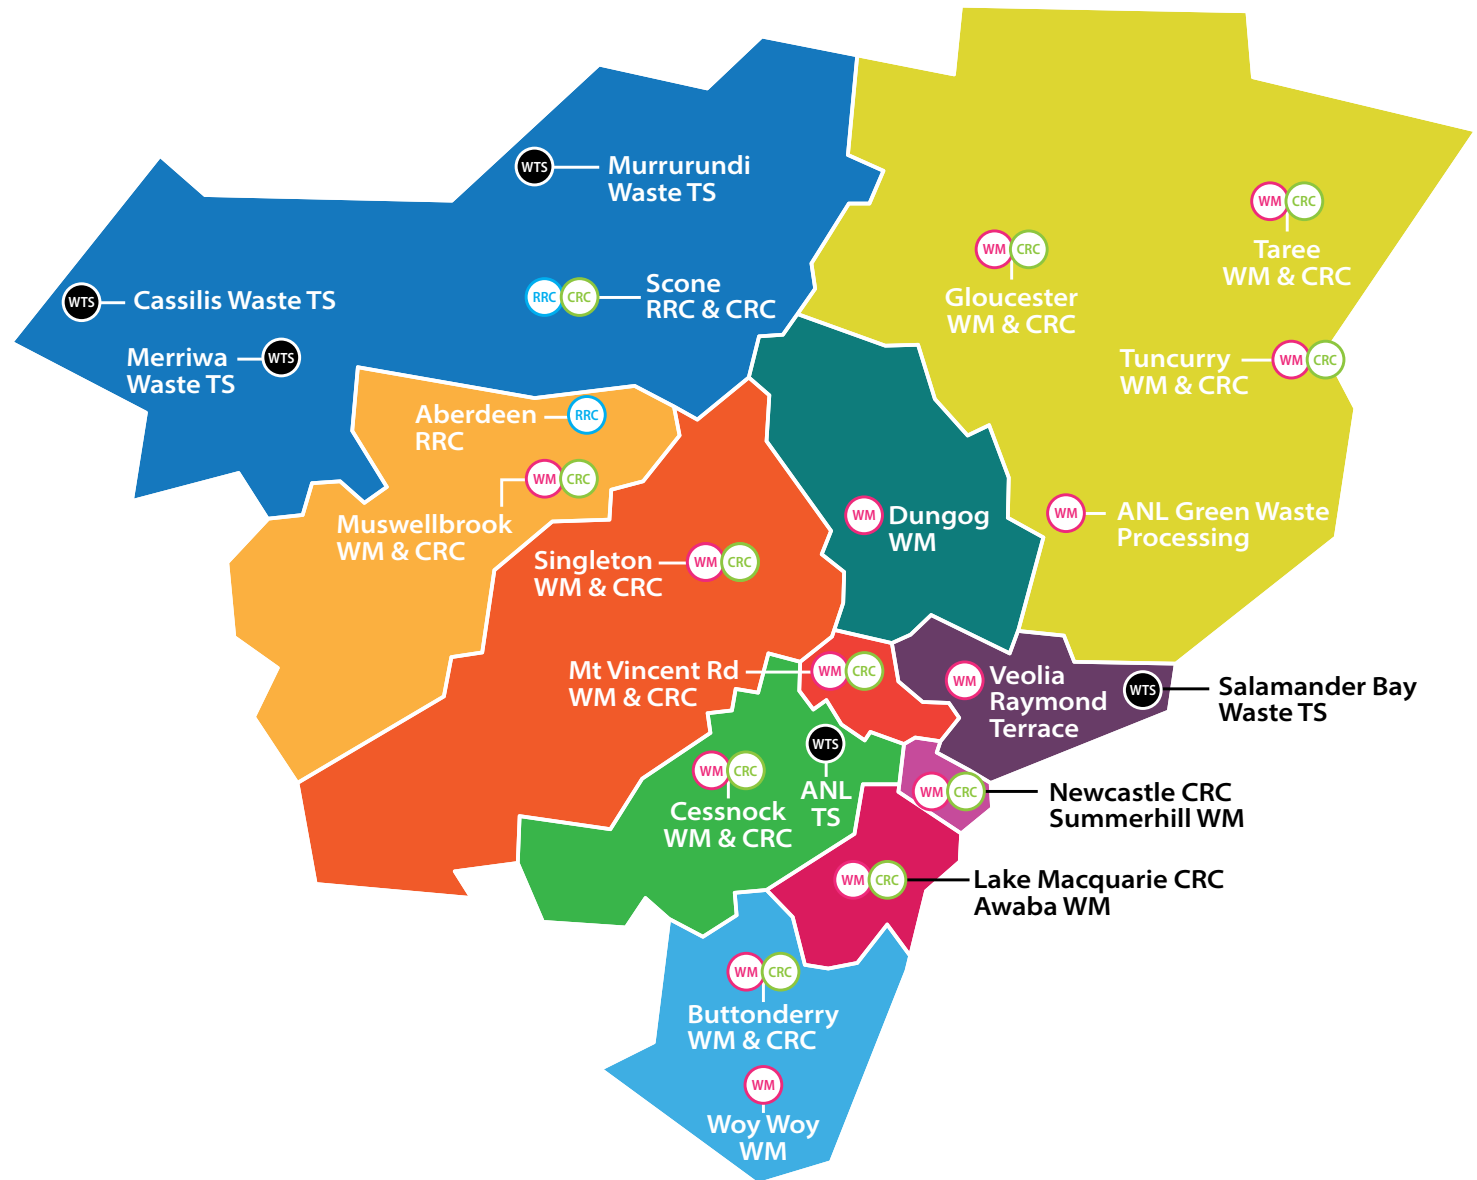 WTS
Murrurundi
Waste TS
WM CRC
Taree
WM & CRC
WM CRC
Gloucester
WM & CRC
WTS
Cassilis Waste TS
RRC CRC
Scone
RRC & CRC
Merriwa
Waste TS
WTS
Tuncurry
WM & CRC
WM CRC
Aberdeen
RRC
RRC
WM CRC
Muswellbrook
WM & CRC
WM
Dungog
WM
WM
ANL Green Waste
Processing
Singleton
WM & CRC
WM CRC
Mt Vincent Rd
WM & CRC
WM CRC
WM
Veolia
Raymond
Terrace
WTS
Salamander Bay
Waste TS
WTS
ANL
TS
WM CRC
Cessnock
WM & CRC
WM CRC
Newcastle CRC
Summerhill WM
WM CRC
Lake Macquarie CRC
Awaba WM
WM CRC
Buttonderry
WM & CRC
WM
Woy Woy
WM